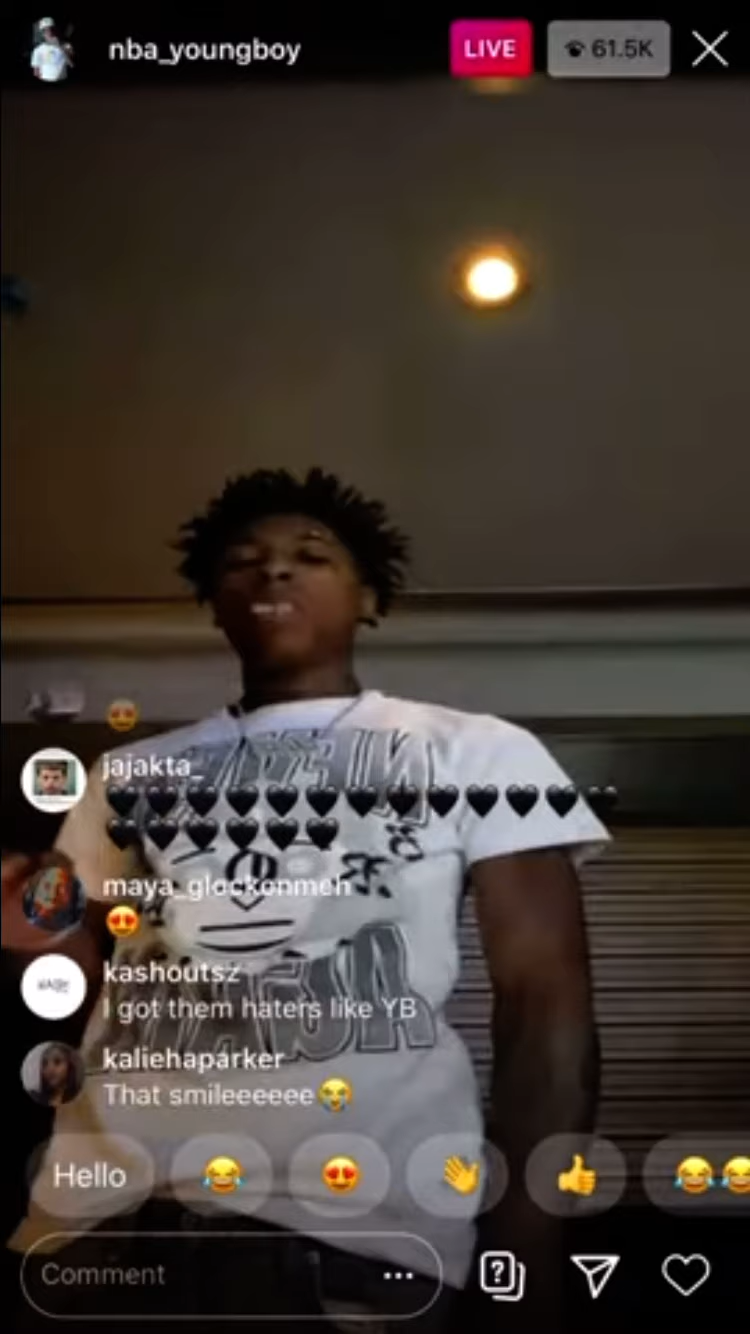 nba_youngboy
LIVE
61.5K
😍
jajakta_
🖤🖤🖤🖤🖤🖤🖤🖤🖤🖤🖤🖤🖤
🖤🖤🖤🖤🖤🖤
maya_glockonmeh
😍
kashoutsz
I got them haters like YB
kaliehaparker
That smileeeeee😭
Hello 😂 😍 👋 👍 😂😂
Comment